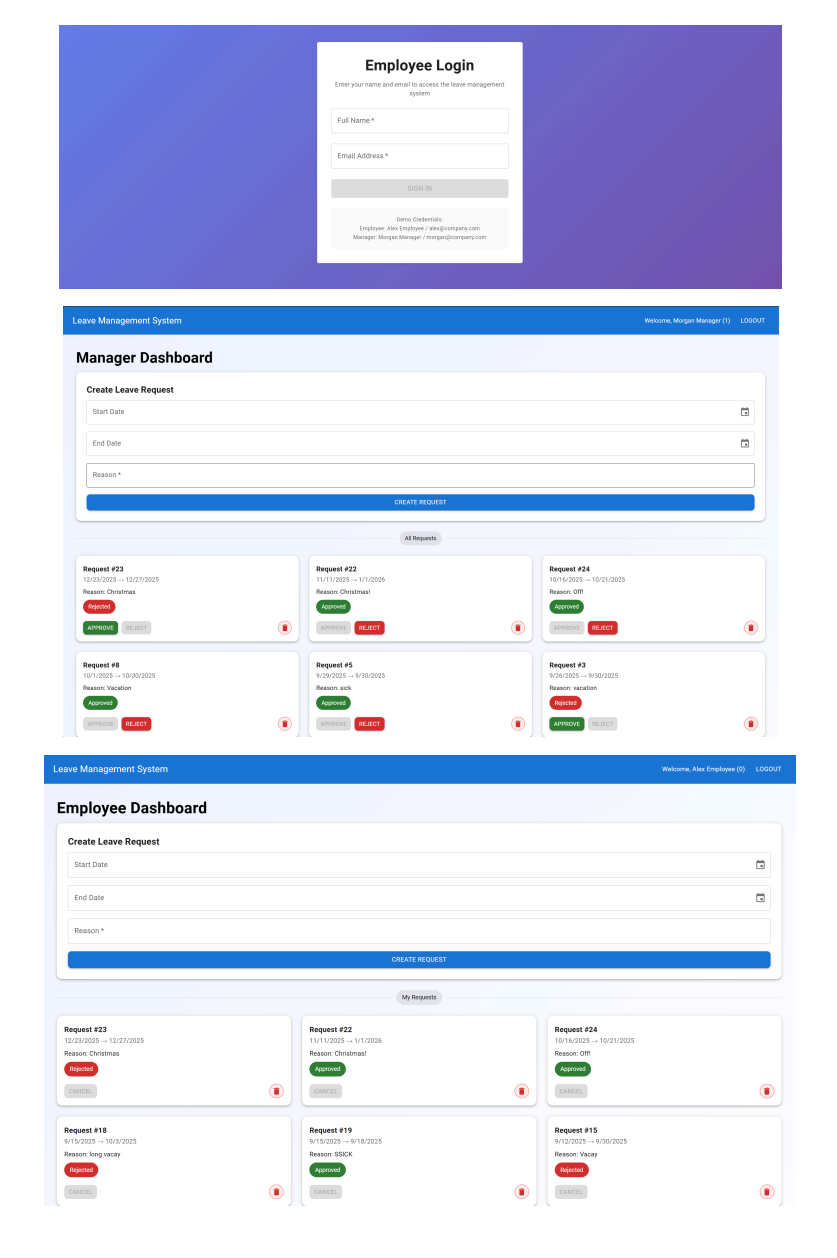 Employee Login
Enter your name and email to access the leave management
system
Full Name *
Email Address *
SIGN IN
Demo Credentials:
Employee: Alex Employee / alex@company.com
Manager: Morgan Manager / morgan@company.com
Leave Management System
Welcome, Morgan Manager (1) LOGOUT
Manager Dashboard
Create Leave Request
Start Date
End Date
Reason *
CREATE REQUEST
All Requests
Request #23
12/23/2025 → 12/27/2025
Reason: Christmas
Rejected
APPROVE REJECT
Request #22
11/11/2025 → 1/1/2026
Reason: Christmas!
Approved
APPROVE REJECT
Request #24
10/16/2025 → 10/21/2025
Reason: Off!
Approved
APPROVE REJECT
Request #8
10/1/2025 → 10/30/2025
Reason: Vacation
Approved
APPROVE REJECT
Request #5
9/29/2025 → 9/30/2025
Reason: sick
Approved
APPROVE REJECT
Request #3
9/26/2025 → 9/30/2025
Reason: vacation
Rejected
APPROVE REJECT
Leave Management System
Welcome, Alex Employee (0) LOGOUT
Employee Dashboard
Create Leave Request
Start Date
End Date
Reason *
CREATE REQUEST
My Requests
Request #23
12/23/2025 → 12/27/2025
Reason: Christmas
Rejected
CANCEL
Request #22
11/11/2025 → 1/1/2026
Reason: Christmas!
Approved
CANCEL
Request #24
10/16/2025 → 10/21/2025
Reason: Off!
Approved
CANCEL
Request #18
9/15/2025 → 10/3/2025
Reason: long vacay
Rejected
CANCEL
Request #19
9/15/2025 → 9/18/2025
Reason: SSICK
Approved
CANCEL
Request #15
9/12/2025 → 9/30/2025
Reason: Vacay
Rejected
CANCEL